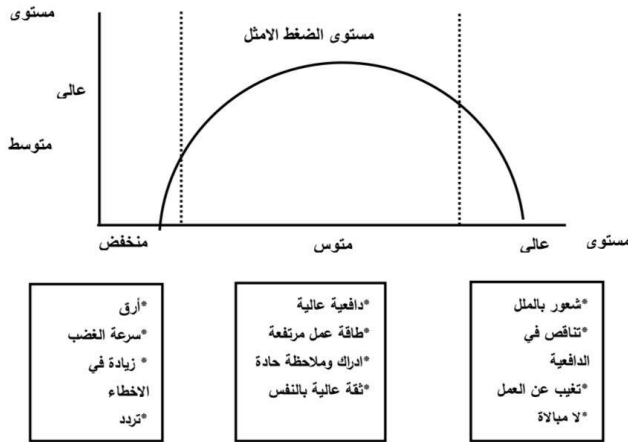 مستوى
مستوى الضغط الامثل
عالى
متوسط
منخفض
متوس
عالى
مستوى
*شعور بالملل
*تناقص في
الدافعية
*تغيب عن العمل
*لا مبالاة
*دافعية عالية
*طاقة عمل مرتفعة
*ادراك وملاحظة حادة
*ثقة عالية بالنفس
*أرق
*سرعة الغضب
* زيادة في
الاخطاء
*تردد